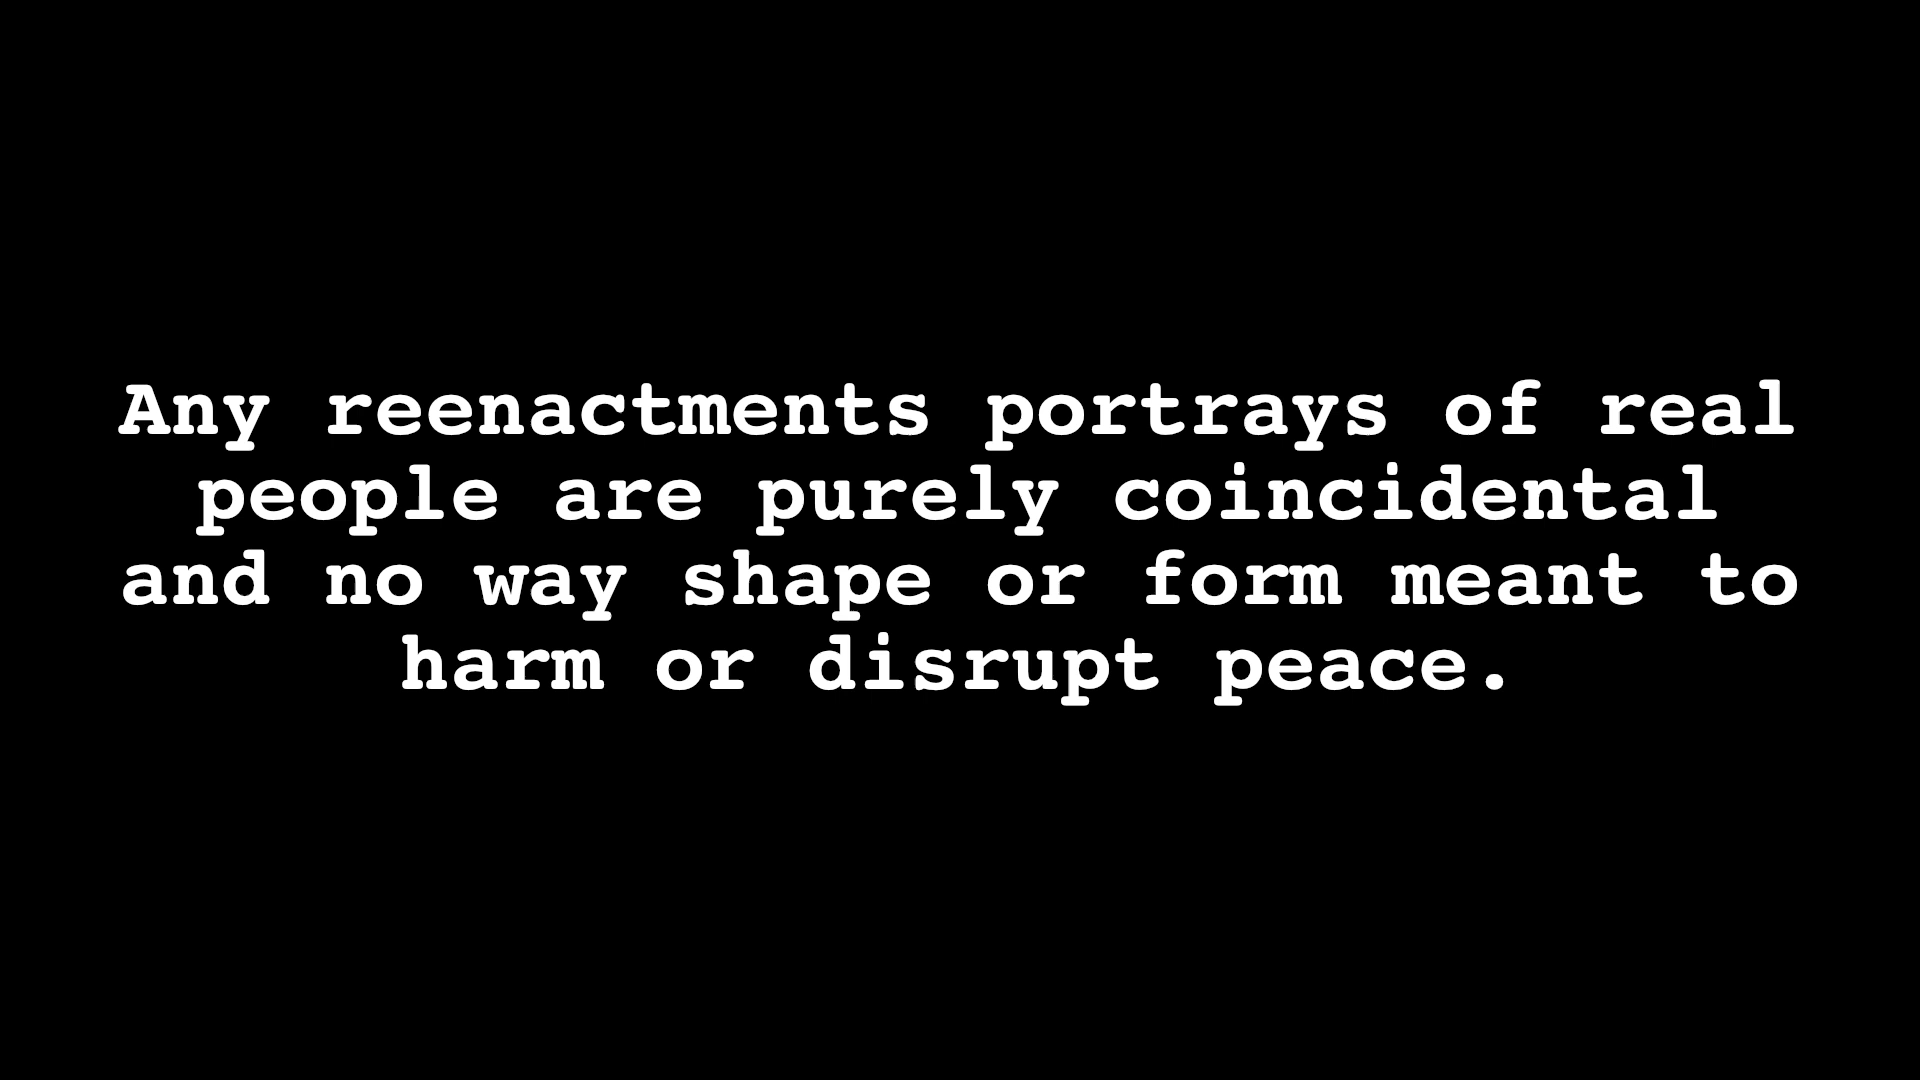 Any reenactments portrays of real
people are purely coincidental
and no way shape or form meant to
harm or disrupt peace.